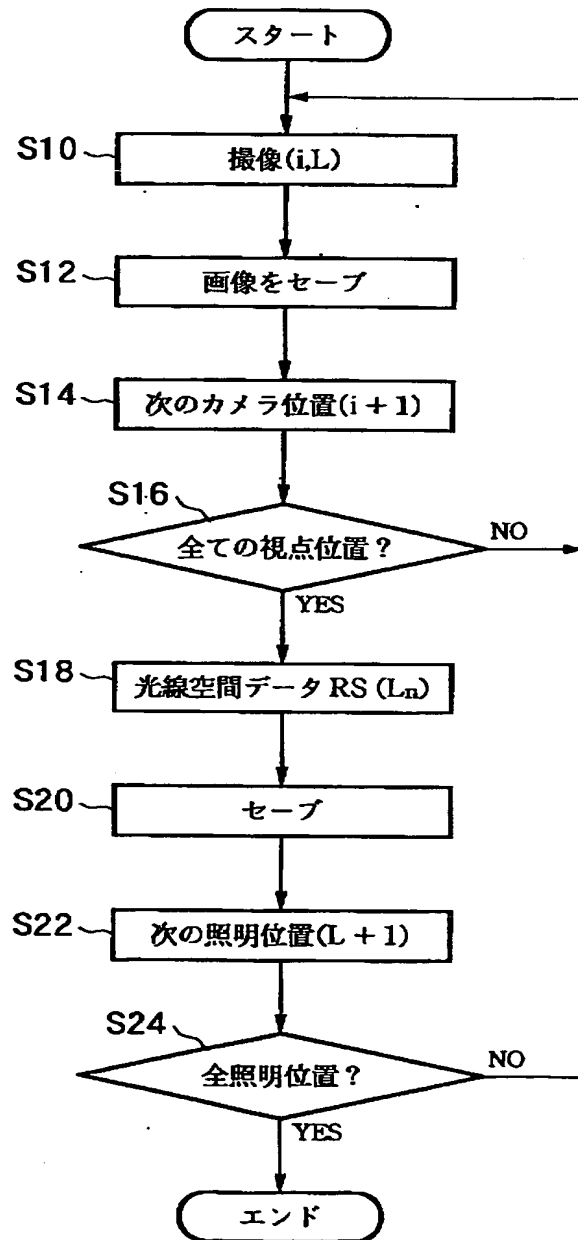 スタート
S10
撮像(i,L)
S12
画像をセーブ
S14
次のカメラ位置(i + 1)
S16
全ての視点位置？
NO
YES
S18
光線空間データ RS (Ln)
S20
セーブ
S22
次の照明位置(L + 1)
S24
全照明位置？
NO
YES
エンド